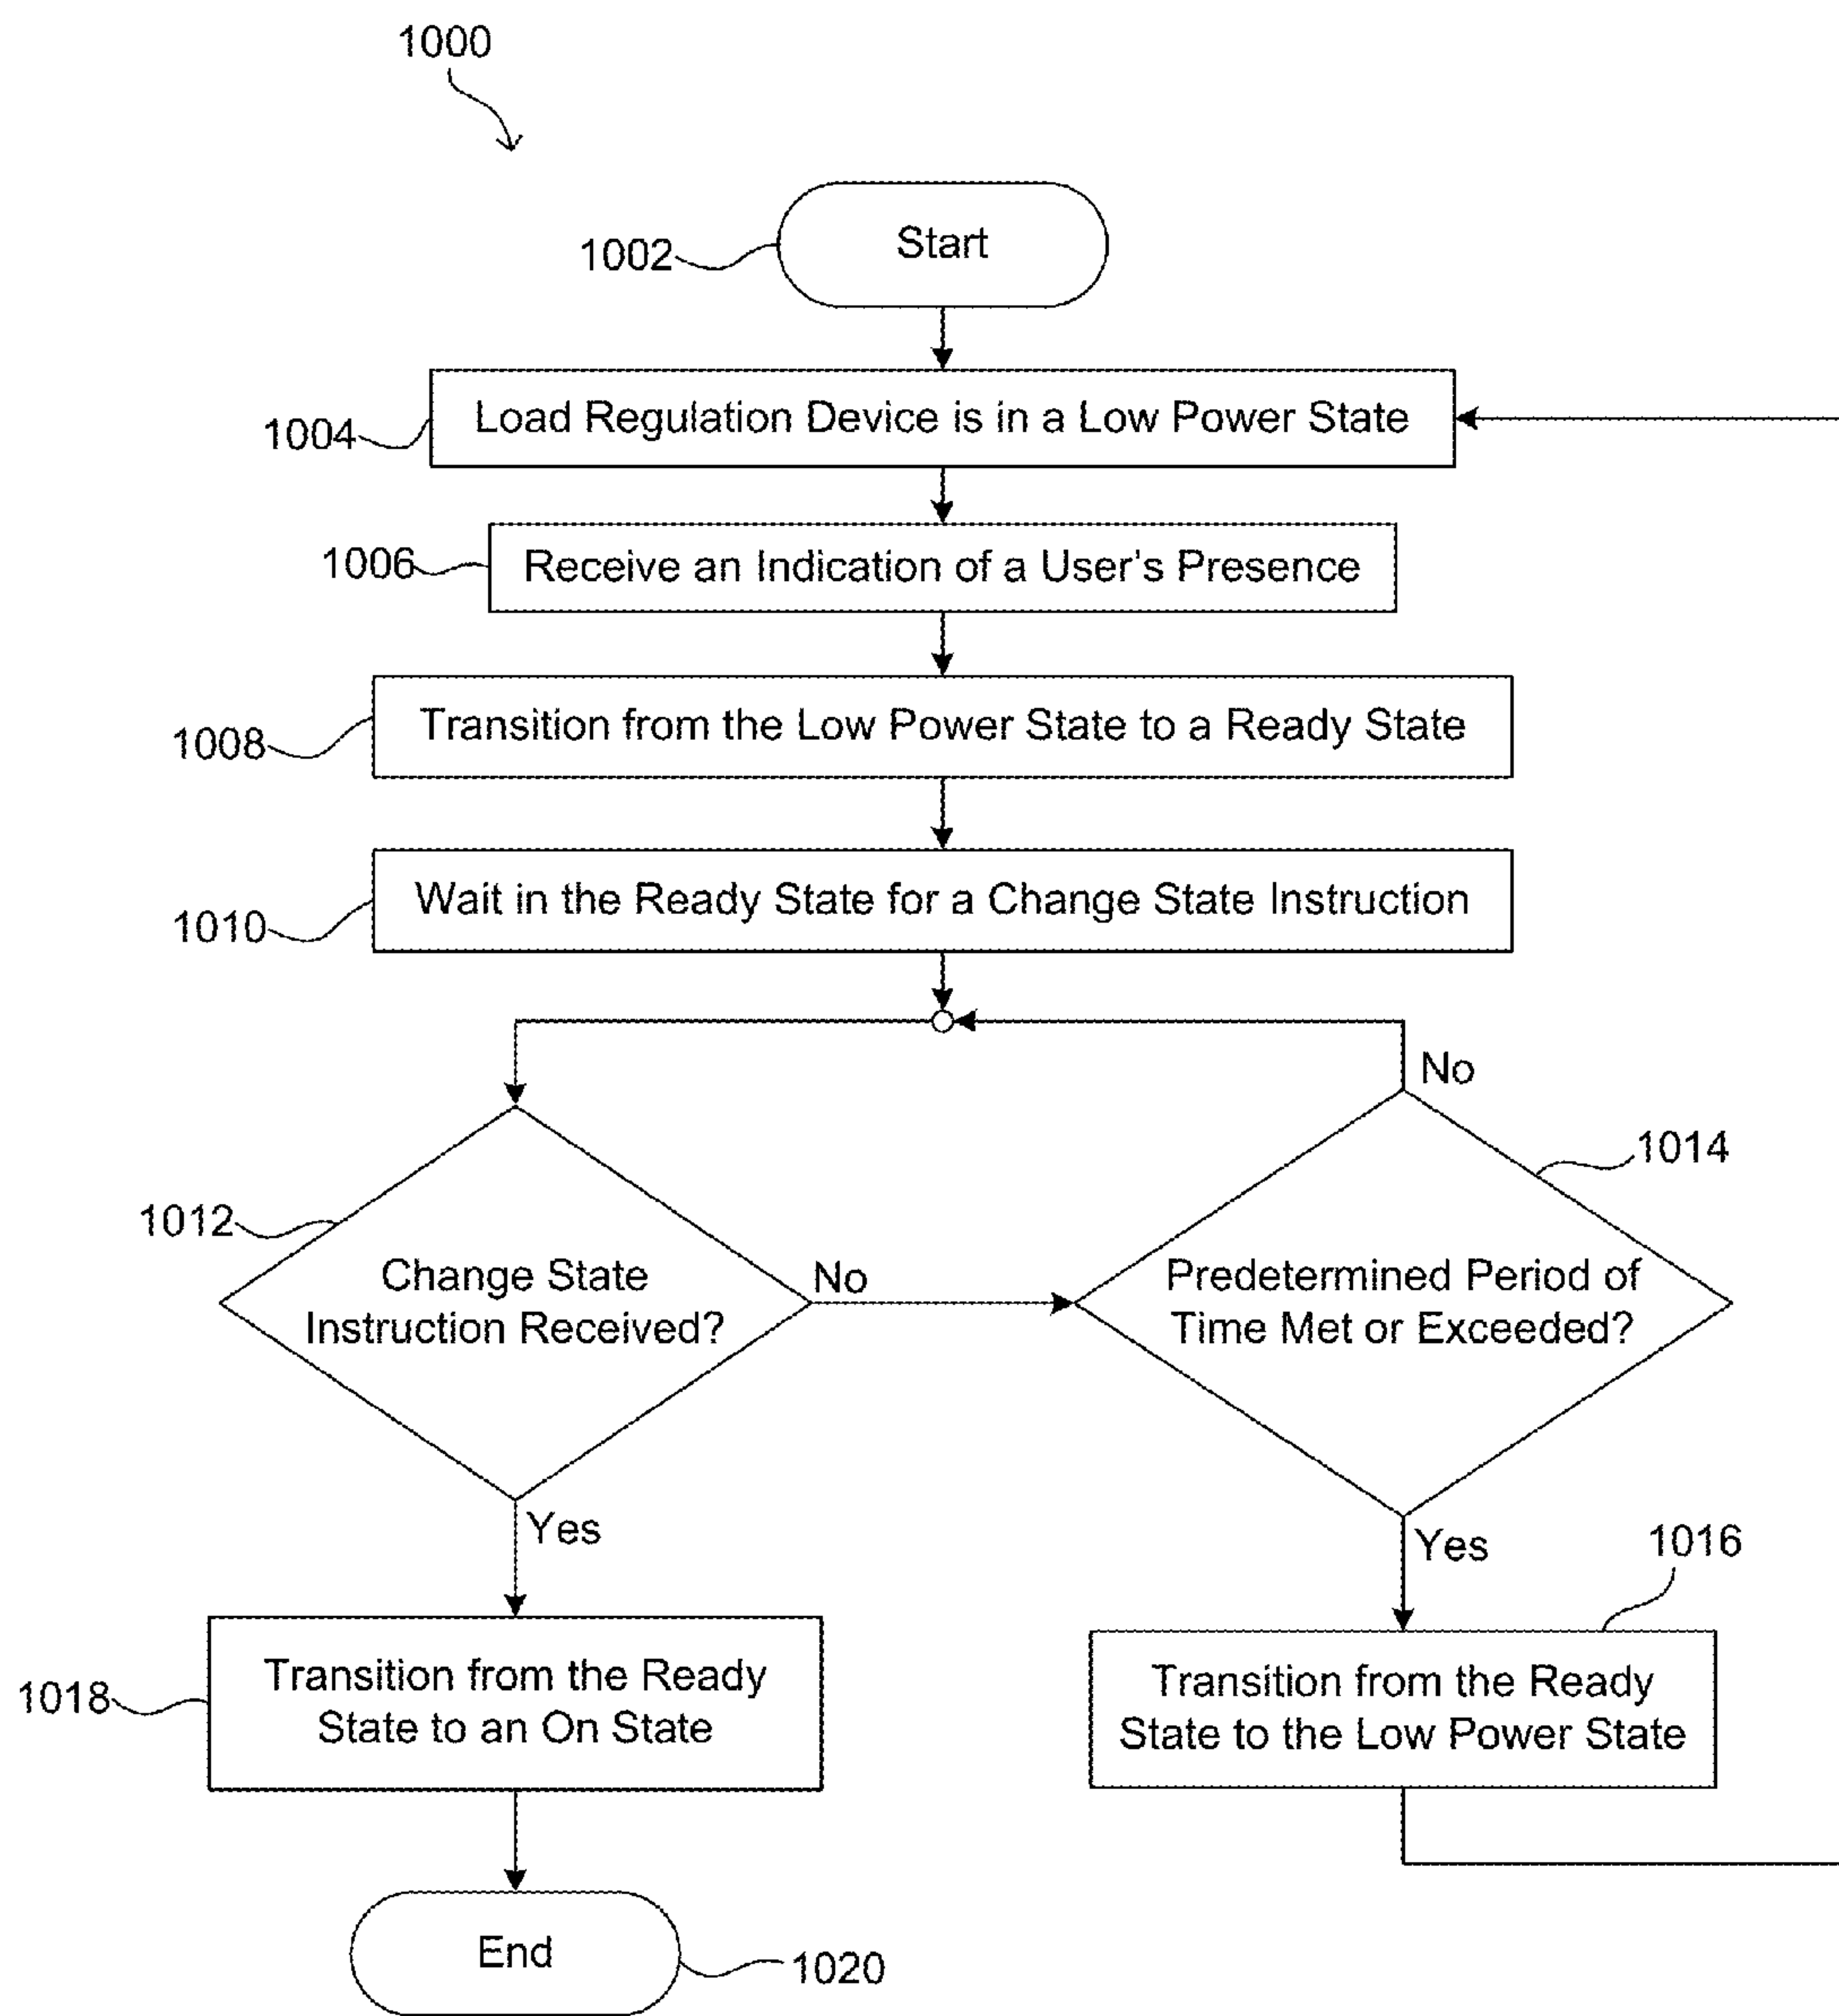 1000
Start
1002
Load Regulation Device is in a Low Power State
1004
Receive an Indication of a User's Presence
1006
Transition from the Low Power State to a Ready State
1008
Wait in the Ready State for a Change State Instruction
1010
No
1014
1012
Change State
Instruction Received?
No
Predetermined Period of
Time Met or Exceeded?
Yes
Yes
1016
Transition from the Ready
State to an On State
1018
Transition from the Ready
State to the Low Power State
End
1020